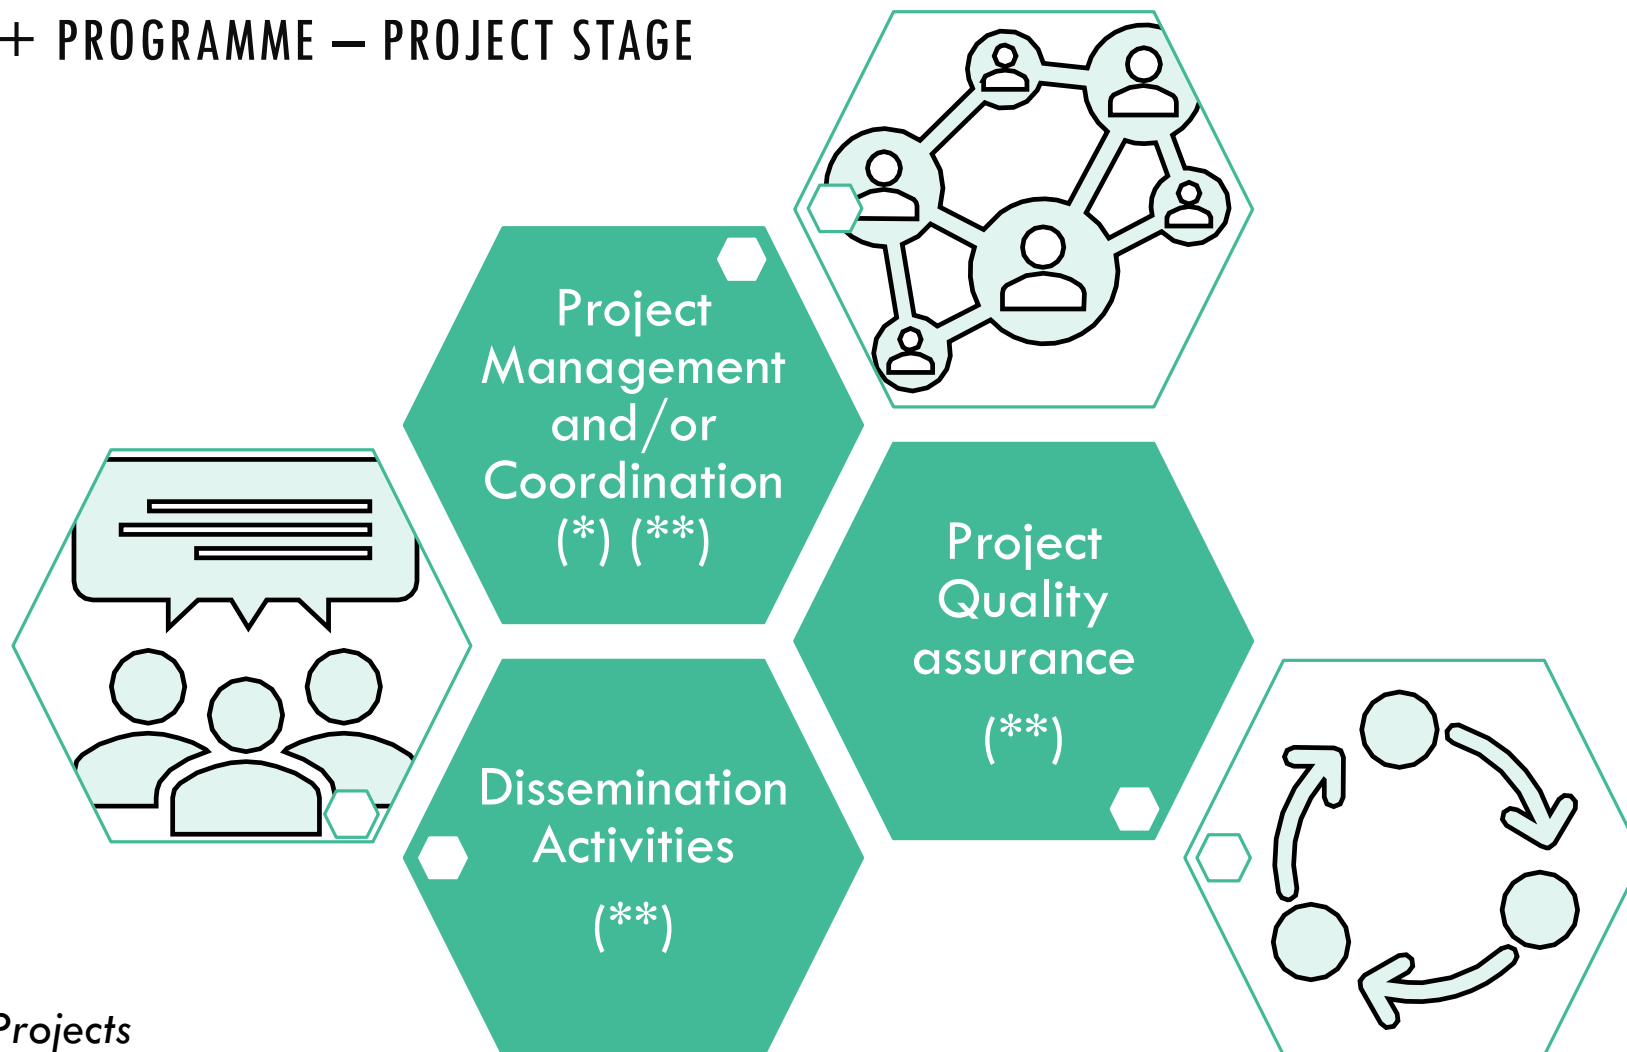 + PROGRAMME – PROJECT STAGE
Project
Management
and/or
Coordination
(*) (**)
Project
Quality
assurance
(**)
Dissemination
Activities
(**)
Projects